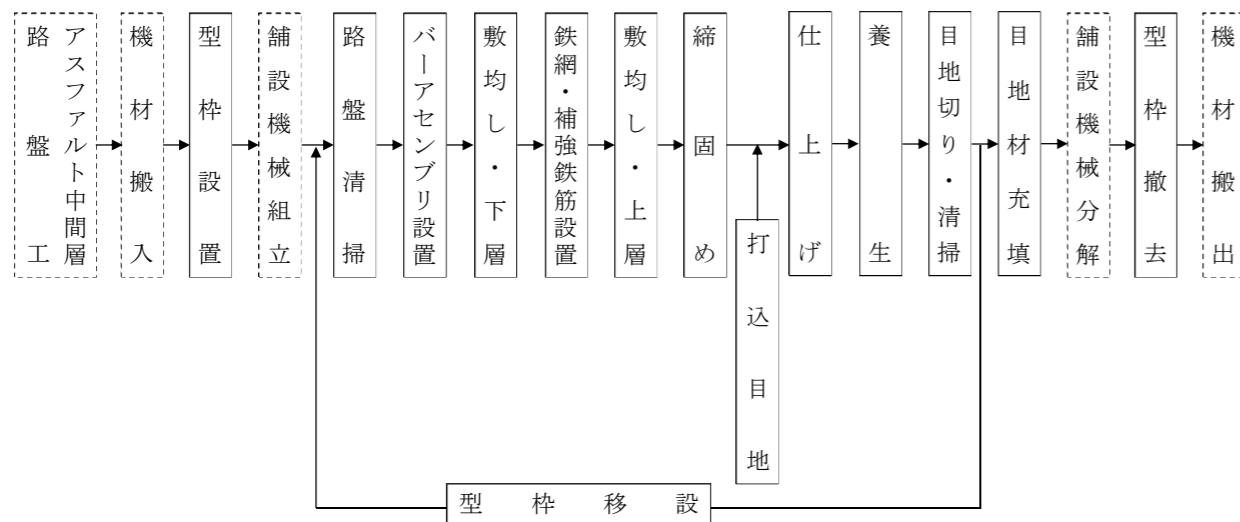 路盤工
アスファルト中間層
機材搬入
型枠設置
舗設機械組立
路盤清掃
バーアセンブリ設置
敷均し・下層
鉄網・補強鉄筋設置
敷均し・上層
締固め
打込目地
仕上げ
養生
目地切り・清掃
目地材充填
舗設機械分解
型枠撤去
機材搬出
型枠移設